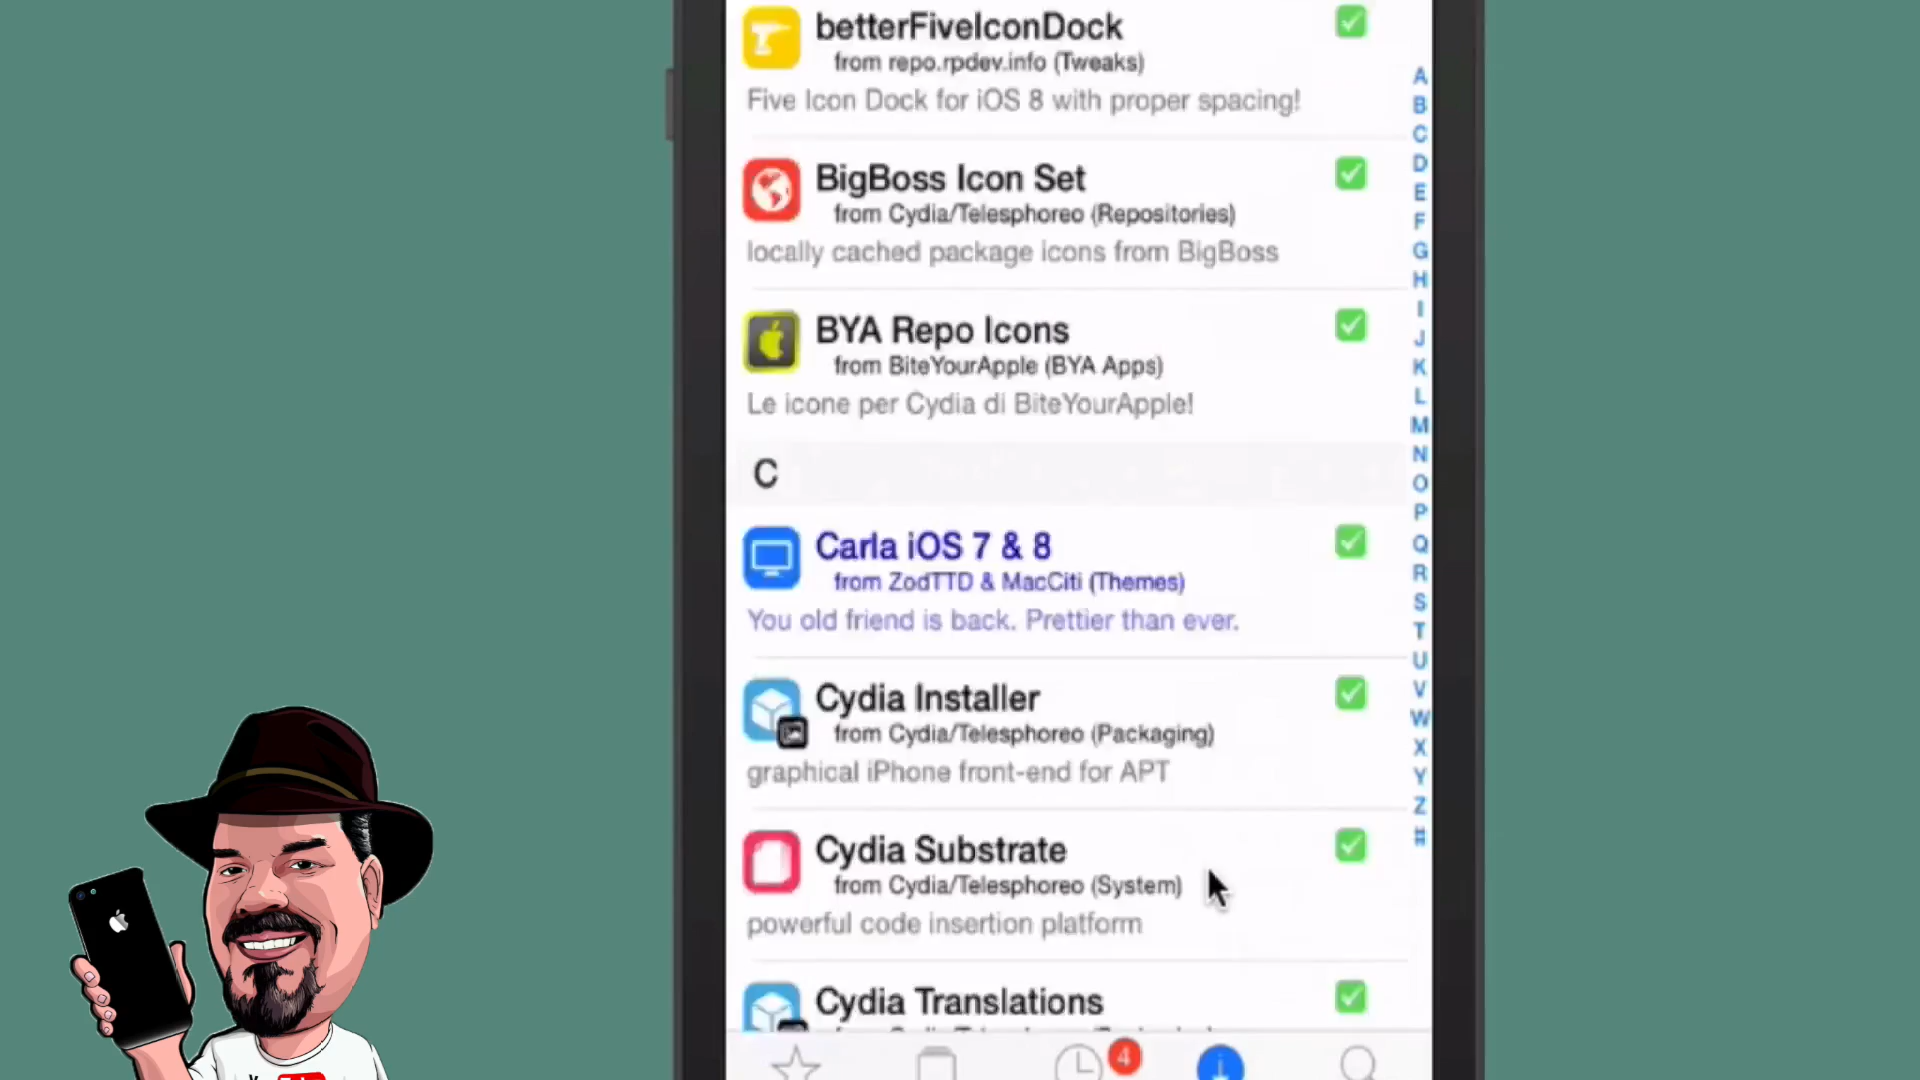 betterFiveIconDock
from repo.rpdev.info (Tweaks)
Five Icon Dock for iOS 8 with proper spacing!
BigBoss Icon Set
from Cydia/Telesphoreo (Repositories)
locally cached package icons from BigBoss
BYA Repo Icons
from BiteYourApple (BYA Apps)
Le icone per Cydia di BiteYourApple!
C
Carla iOS 7 & 8
from ZodTTD & MacCiti (Themes)
You old friend is back. Prettier than ever.
Cydia Installer
from Cydia/Telesphoreo (Packaging)
graphical iPhone front-end for APT
Cydia Substrate
from Cydia/Telesphoreo (System)
powerful code insertion platform
Cydia Translations
4
A
B
C
D
E
F
G
H
I
J
K
L
M
N
O
P
Q
R
S
T
U
V
W
X
Y
Z
#